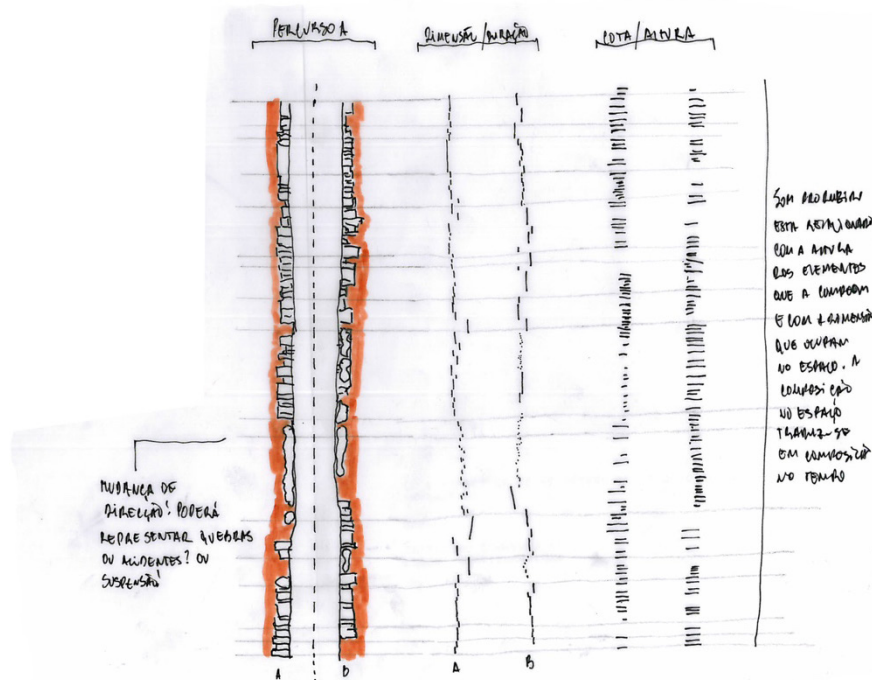 PERCURSO A
DIMENSÃO/DURAÇÃO
COTA/ALTURA
SOM
ESTÁ RELACIONADO
COM A ALTURA
DOS ELEMENTOS
QUE A COMPÕEM
E COM A DIMENSÃO
QUE OCUPAM
NO ESPAÇO. A
COMPOSIÇÃO
NO ESPAÇO
TRADUZ-SE
EM COMPOSIÇÃO
NO TEMPO
MUDANÇA DE
DIRECÇÃO! PODERÁ
REPRESENTAR QUEBRAS
OU ACIDENTES? OU
SUSPENSÃO!
A
B
A
B